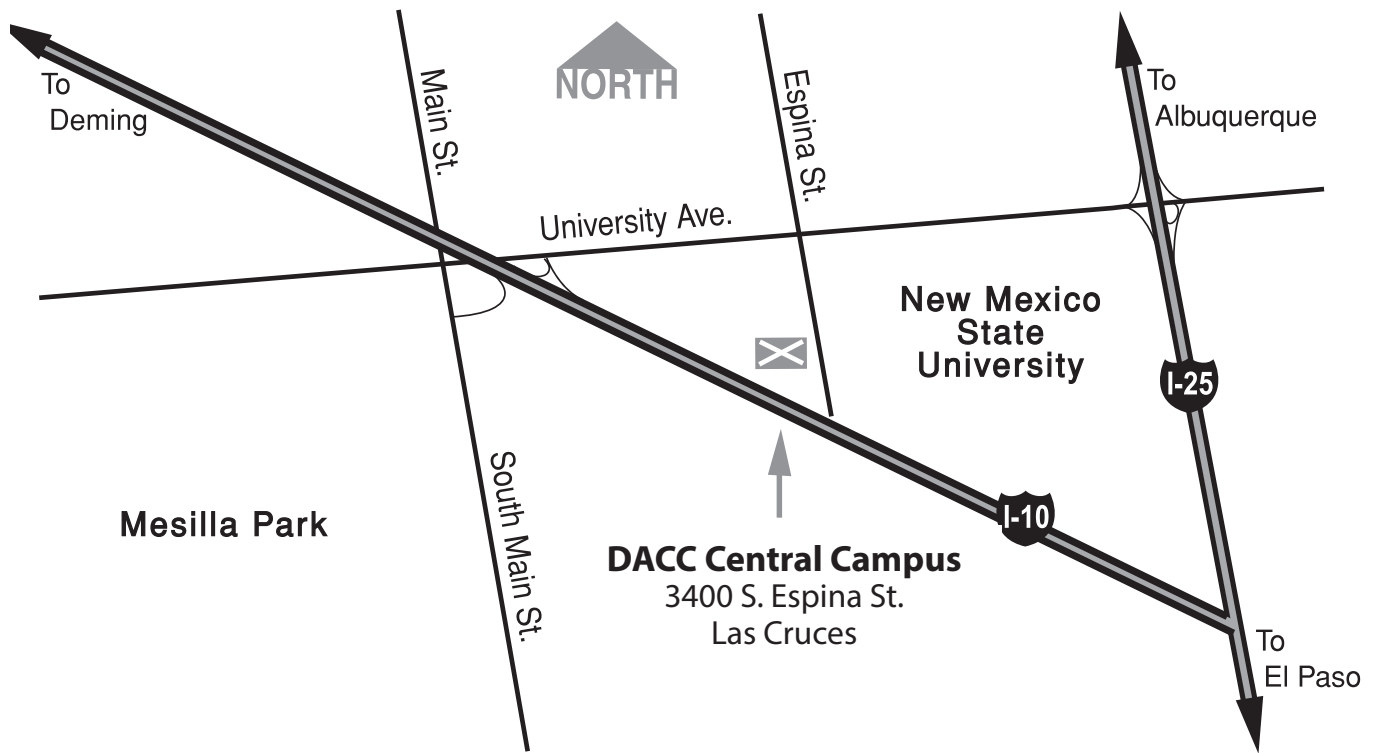 To
Deming
Main St.
NORTH
Espina St.
To
Albuquerque
University Ave.
New Mexico
State
University
I-25
South Main St.
Mesilla Park
I-10
DACC Central Campus
3400 S. Espina St.
Las Cruces
To
El Paso